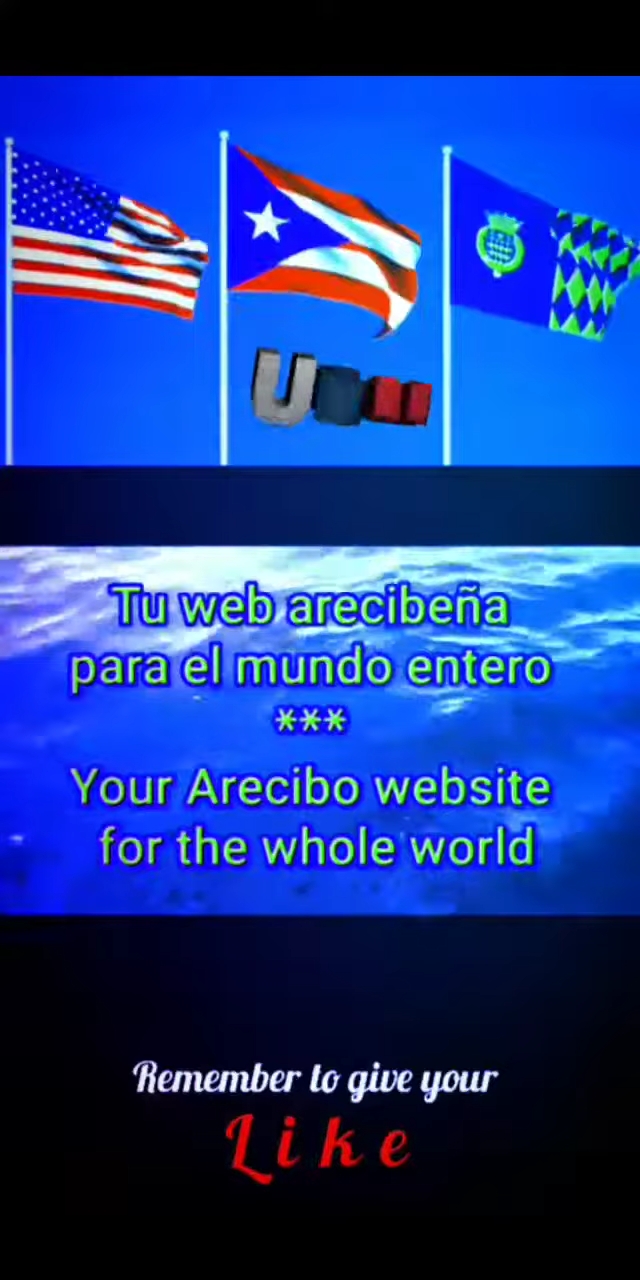 Tu web arecibeña
para el mundo entero
***
Your Arecibo website
for the whole world
Remember to give your
Like